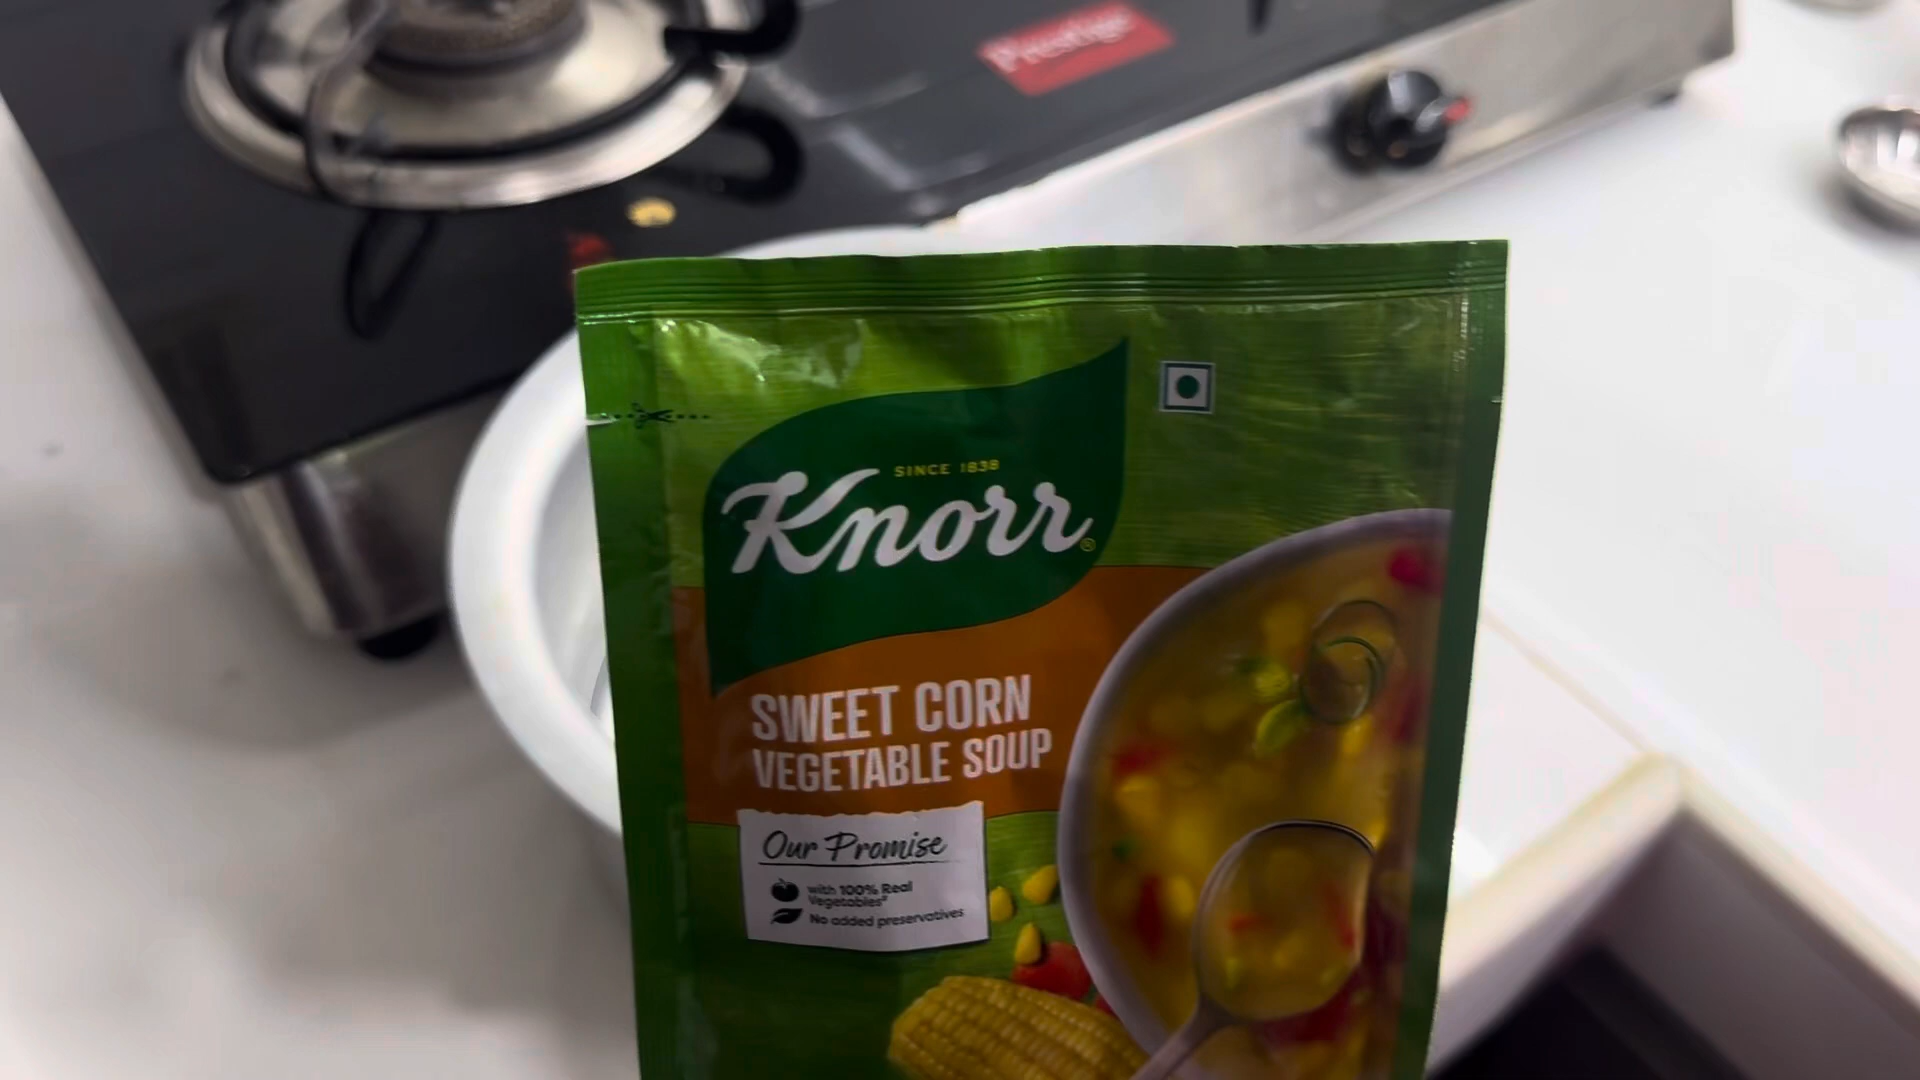 Prestige
SINCE 1838
Knorr®
SWEET CORN
VEGETABLE SOUP
Our Promise
with 100% Real
Vegetables#
No added preservatives